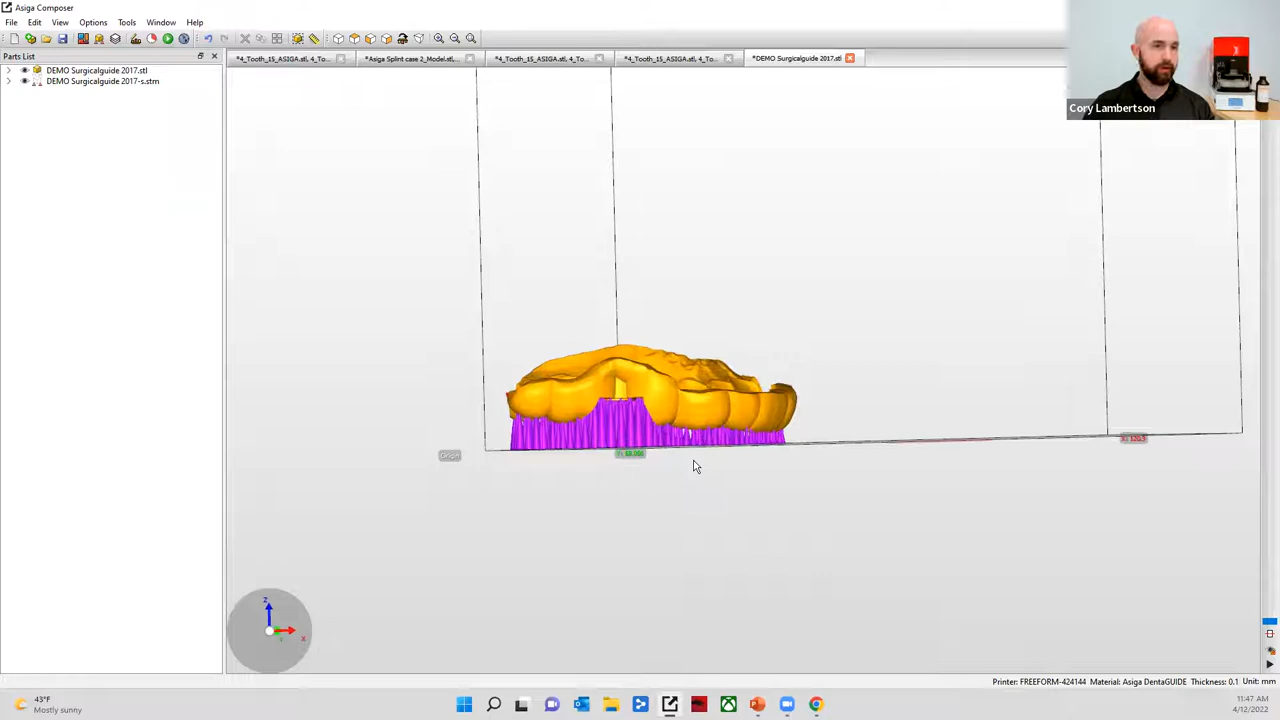 Asiga Composer
File Edit View Options Tools Window Help
Parts List
*4_Tooth_15_ASIGA.stl, 4_To...
*Asiga Splint case 2_Model.stl,...
*4_Tooth_15_ASIGA.stl, 4_To...
*4_Tooth_15_ASIGA.stl, 4_To...
*DEMO Surgicalguide 2017.stl
DEMO Surgicalguide 2017.stl
DEMO Surgicalguide 2017-s.stm
Cory Lambertson
Origin
Z
X
Printer: FREEFORM-424144 Material: Asiga DentaGUIDE Thickness: 0.1 Unit: mm
43°F
Mostly sunny
11:47 AM
4/12/2022